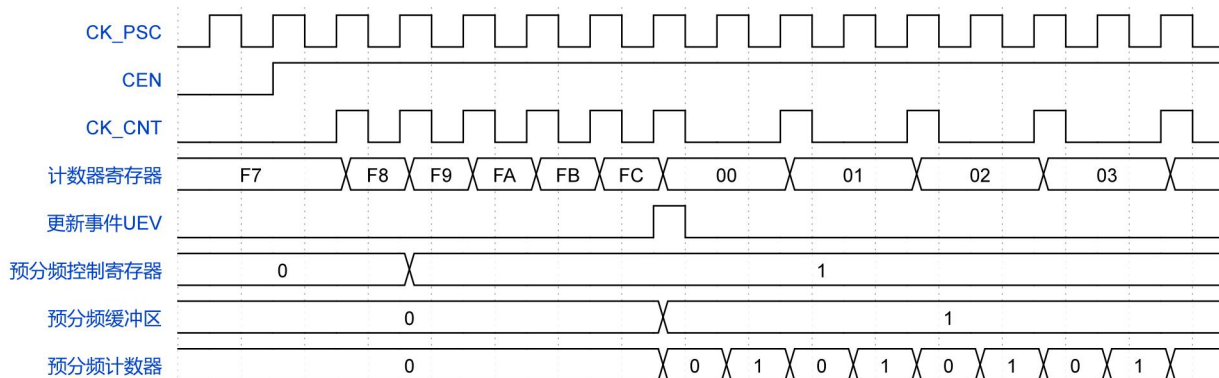 CK_PSC
CEN
CK_CNT
计数器寄存器 F7 F8 F9 FA FB FC 00 01 02 03
更新事件UEV
预分频控制寄存器 0 1
预分频缓冲区 0 1
预分频计数器 0 0 1 0 1 0 1 0 1